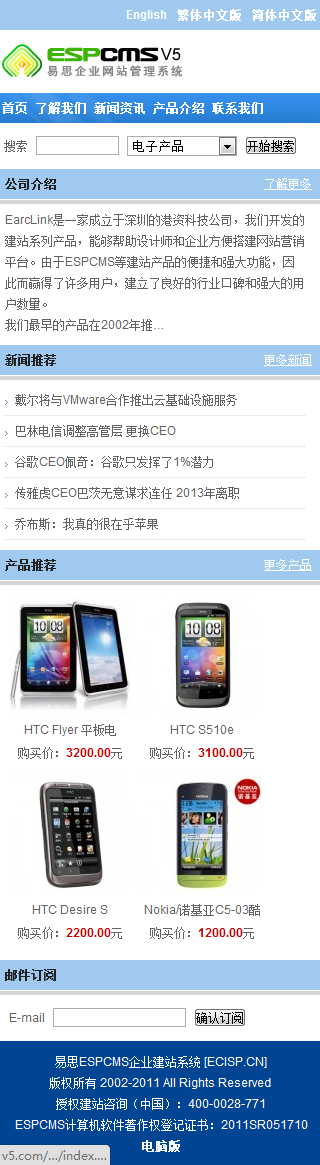 English 繁体中文版 简体中文版
ESPCMS V5
易思企业网站管理系统
首页 了解我们 新闻资讯 产品介绍 联系我们
搜索 电子产品 开始搜索
公司介绍 了解更多
EarcLink是一家成立于深圳的港资科技公司，我们开发的
建站系列产品，能够帮助设计师和企业方便搭建网站营销
平台。由于ESPCMS等建站产品的便捷和强大功能，因
此而赢得了许多用户，建立了良好的行业口碑和强大的用
户数量。
我们最早的产品在2002年推...
新闻推荐 更多新闻
戴尔将与VMware合作推出云基础设施服务
巴林电信调整高管层 更换CEO
谷歌CEO佩奇：谷歌只发挥了1%潜力
传雅虎CEO巴茨无意谋求连任 2013年离职
乔布斯：我真的很在乎苹果
产品推荐 更多产品
HTC Flyer 平板电 HTC S510e
购买价：3200.00元 购买价：3100.00元
NOKIA
诺基亚
HTC Desire S Nokia/诺基亚C5-03酷
购买价：2200.00元 购买价：1200.00元
邮件订阅
E-mail 确认订阅
易思ESPCMS企业建站系统 [ECISP.CN]
版权所有 2002-2011 All Rights Reserved
授权建站咨询（中国）：400-0028-771
ESPCMS计算机软件著作权登记证书：2011SR051710
电脑版
v5.com/.../index....